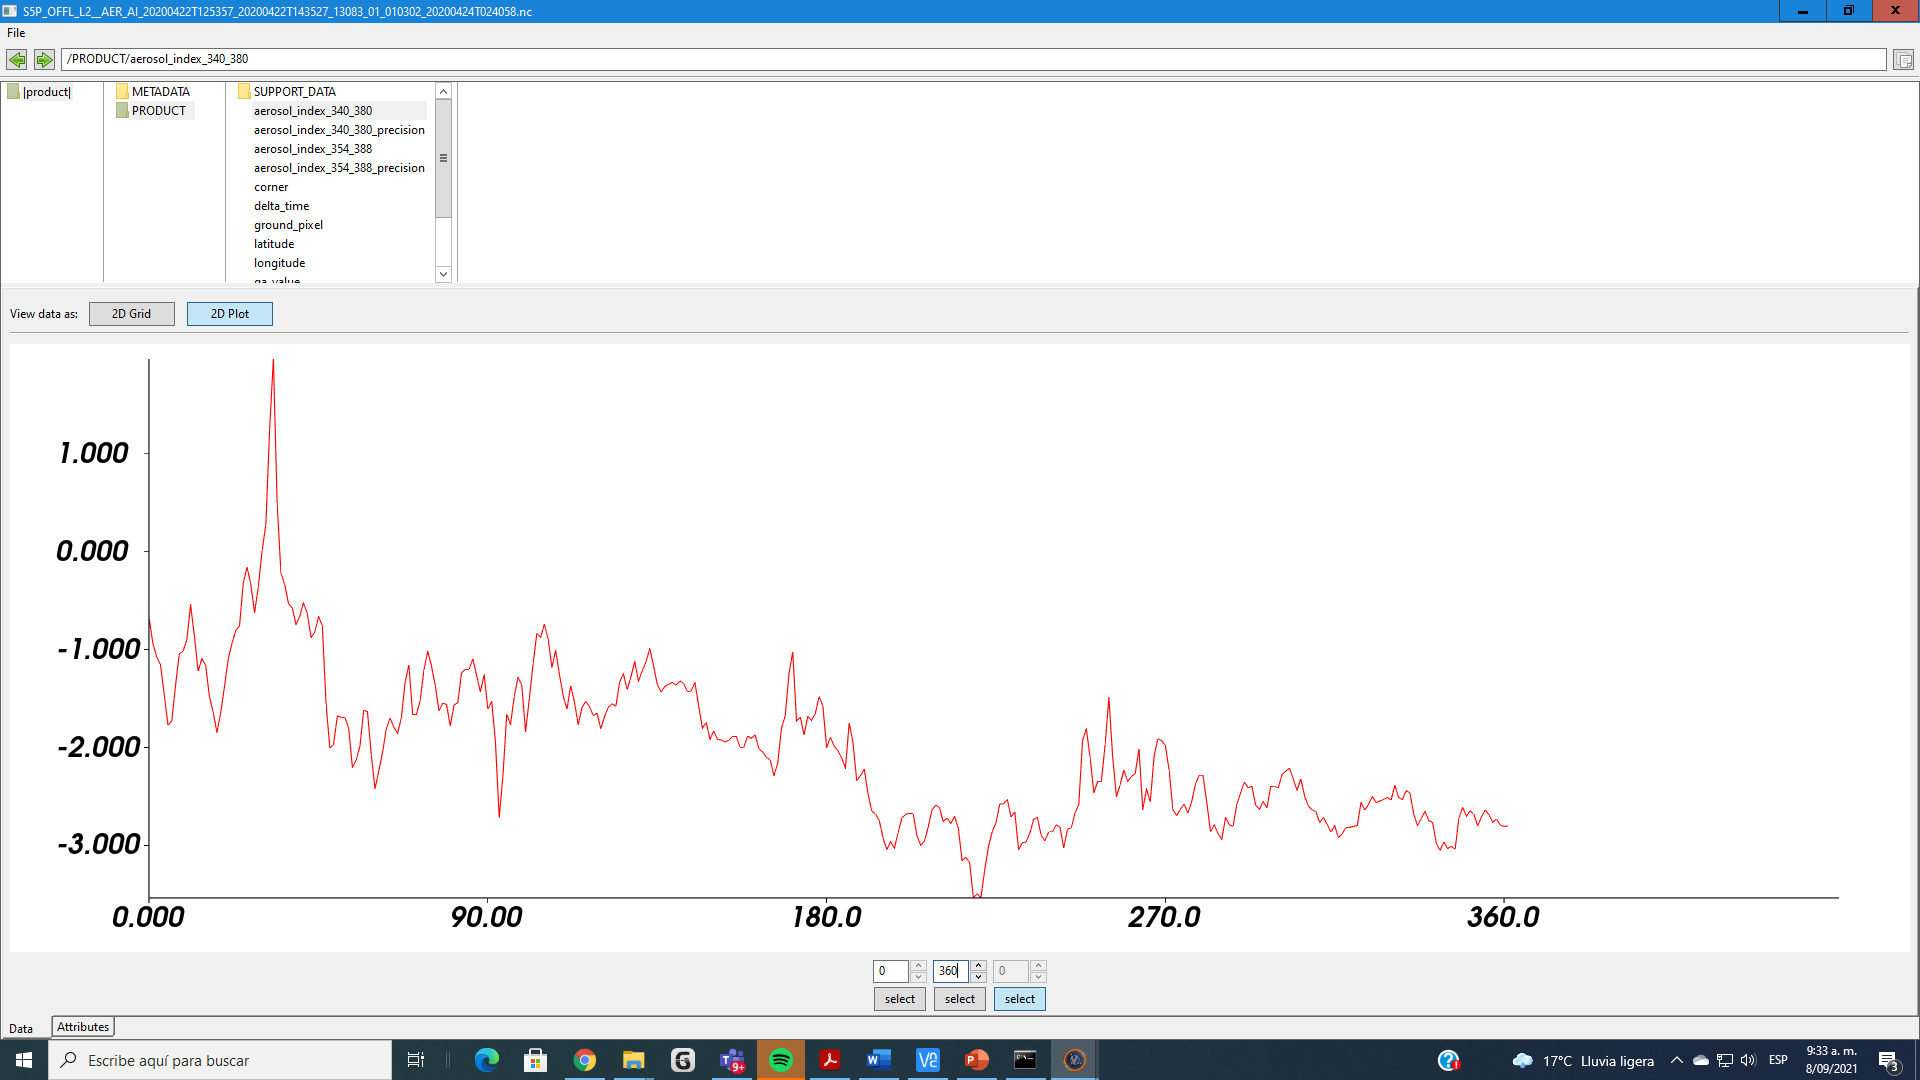 S5P_OFFL_L2__AER_AI_20200422T125357_20200422T143527_13083_01_010302_20200424T024058.nc
File
/PRODUCT/aerosol_index_340_380
|product|
METADATA
PRODUCT
SUPPORT_DATA
aerosol_index_340_380
aerosol_index_340_380_precision
aerosol_index_354_388
aerosol_index_354_388_precision
corner
delta_time
ground_pixel
latitude
longitude
qa_value
View data as:
2D Grid
2D Plot
1.000
0.000
-1.000
-2.000
-3.000
0.000
90.00
180.0
270.0
360.0
0
360
0
select
select
select
Data
Attributes
Escribe aquí para buscar
9+
17°C Lluvia ligera
ESP
9:33 a. m.
8/09/2021
3